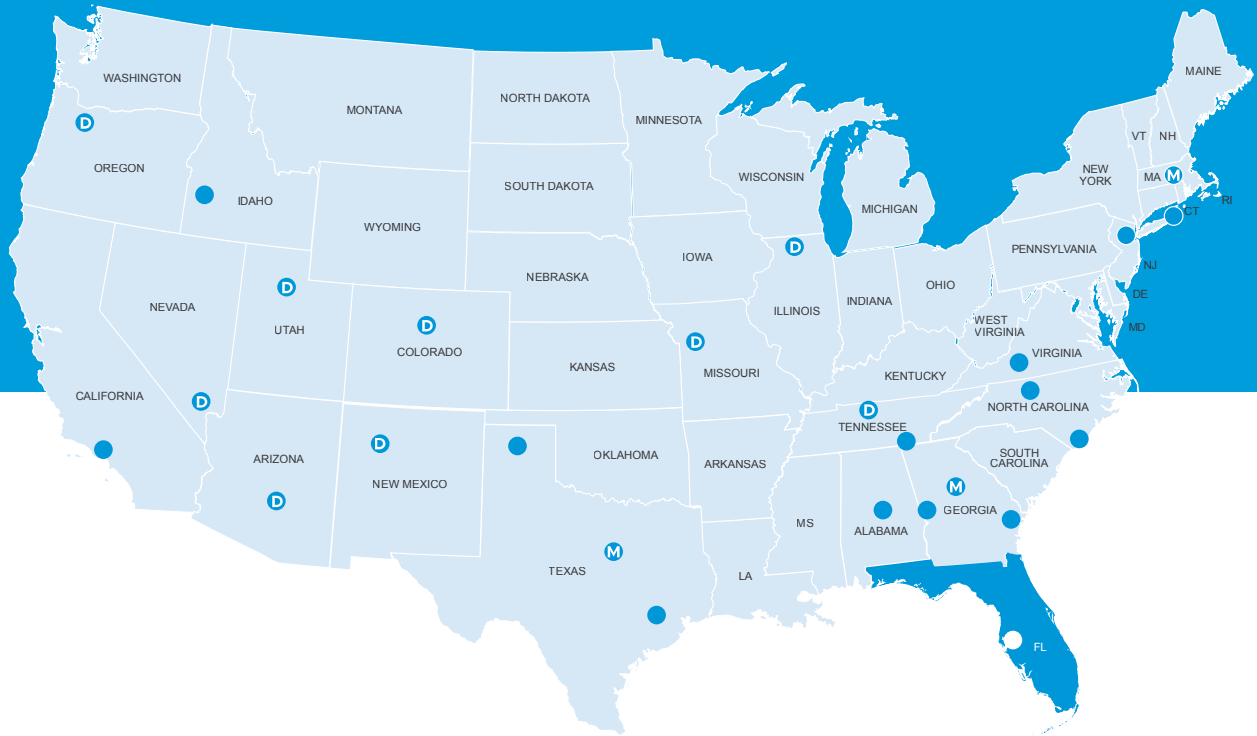 WASHINGTON
MAINE
NORTH DAKOTA
MONTANA
MINNESOTA
D
VT
NH
OREGON
NEW
YORK
WISCONSIN
MA
M
SOUTH DAKOTA
IDAHO
RI
MICHIGAN
CT
WYOMING
D
PENNSYLVANIA
IOWA
NJ
NEBRASKA
OHIO
D
DE
NEVADA
INDIANA
ILLINOIS
UTAH
D
WEST
VIRGINIA
MD
COLORADO
D
VIRGINIA
KANSAS
MISSOURI
KENTUCKY
CALIFORNIA
D
D
NORTH CAROLINA
TENNESSEE
D
ARIZONA
OKLAHOMA
ARKANSAS
SOUTH
CAROLINA
NEW MEXICO
D
M
GEORGIA
MS
ALABAMA
M
TEXAS
LA
FL